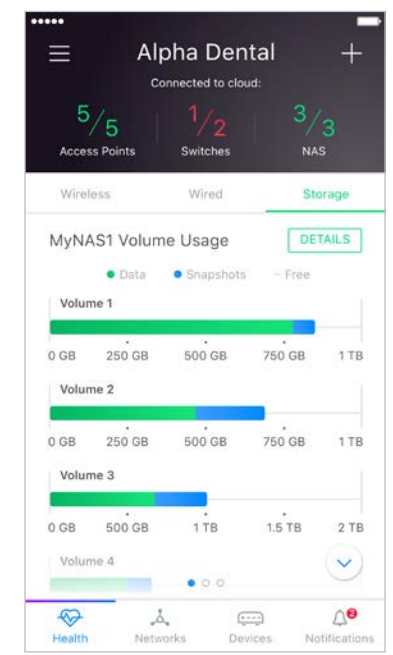 Alpha Dental
Connected to cloud:
5/5 1/2 3/3
Access Points Switches NAS
Wireless Wired Storage
MyNAS1 Volume Usage DETAILS
Data Snapshots Free
Volume 1
0 GB 250 GB 500 GB 750 GB 1 TB
Volume 2
0 GB 250 GB 500 GB 750 GB 1 TB
Volume 3
0 GB 500 GB 1 TB 1.5 TB 2 TB
Volume 4
2
Health Networks Devices Notifications